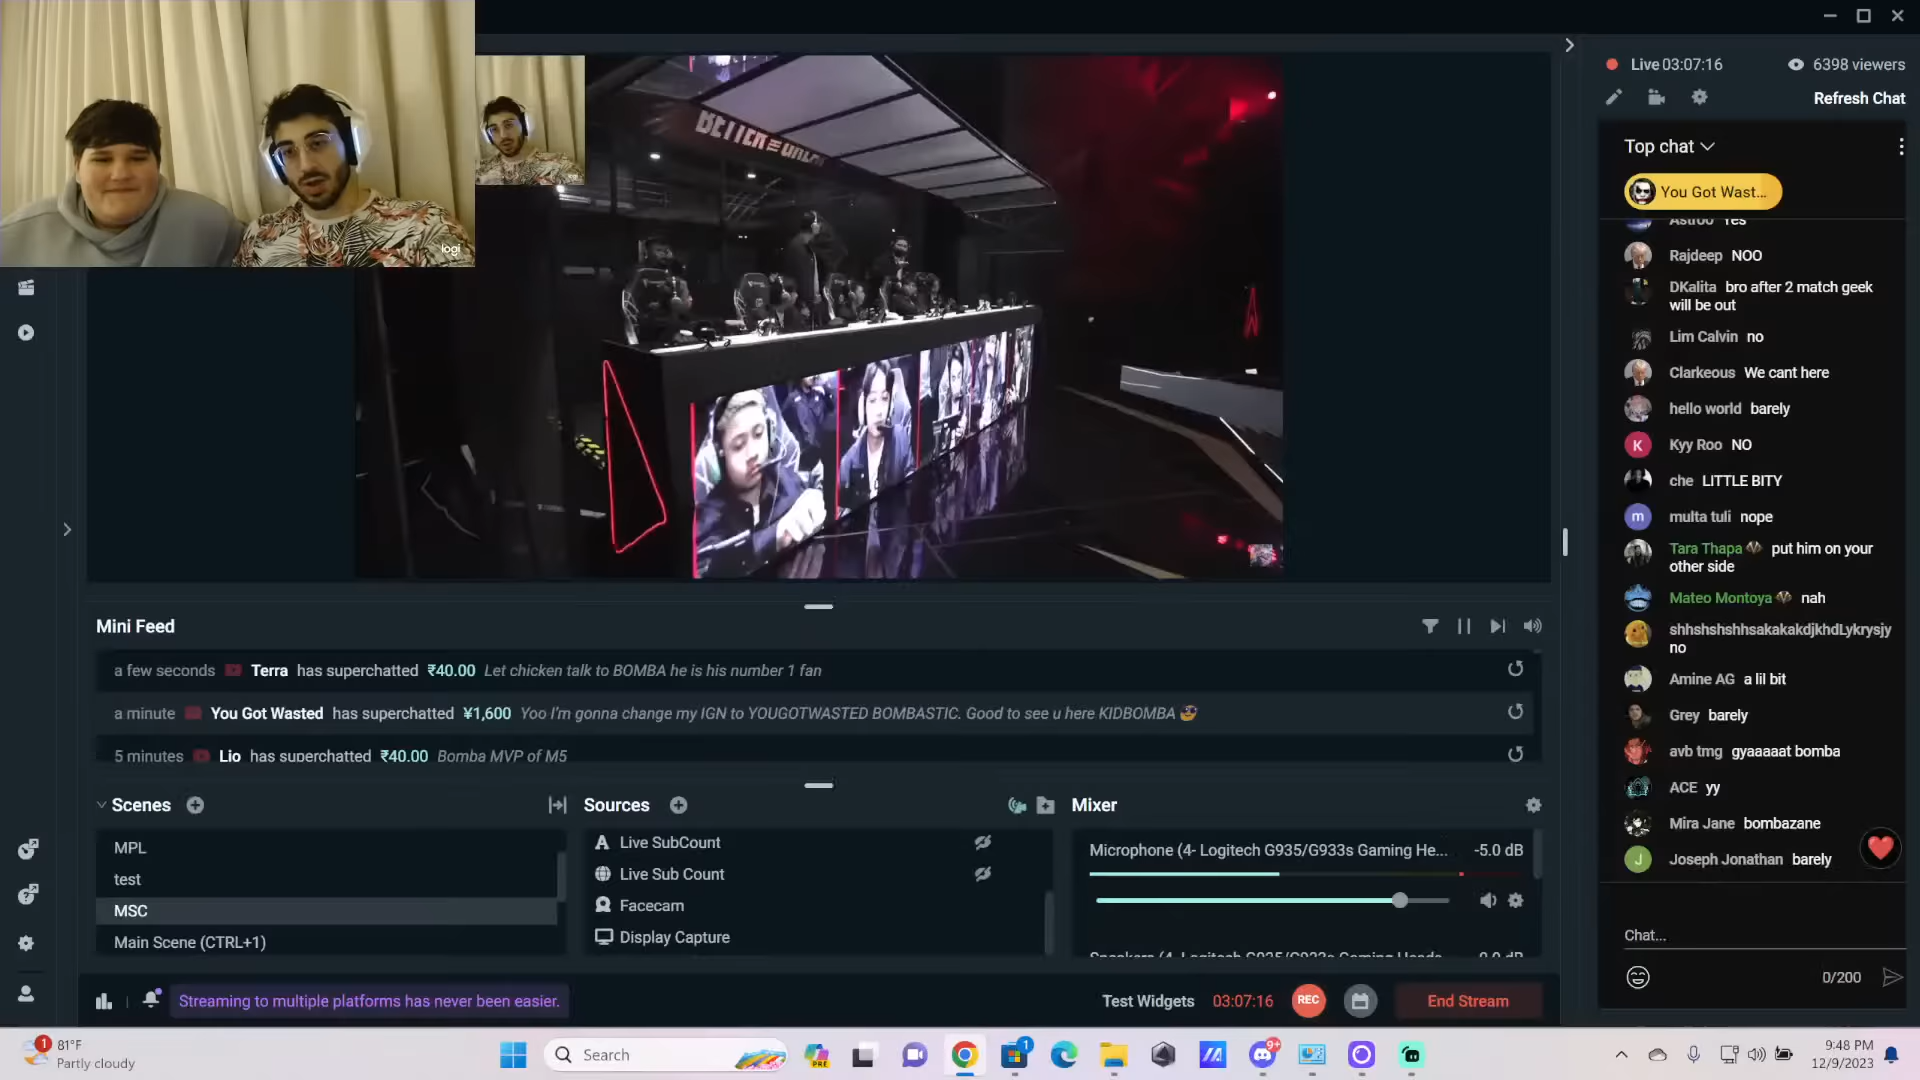 logi
Live 03:07:16
6398 viewers
Refresh Chat
Top chat
You Got Wast...
Astroo Yes
Rajdeep NOO
DKalita bro after 2 match geek
will be out
Lim Calvin no
Clarkeous We cant here
hello world barely
K Kyy Roo NO
che LITTLE BITY
m multa tuli nope
Tara Thapa put him on your
other side
Mateo Montoya nah
shhshshshhsakakakdjkhdLykrysjy
no
Amine AG a lil bit
Grey barely
avb tmg gyaaaaat bomba
ACE yy
Mira Jane bombazane
J Joseph Jonathan barely
Chat...
0/200
Mini Feed
a few seconds Terra has superchatted ₹40.00 Let chicken talk to BOMBA he is his number 1 fan
a minute You Got Wasted has superchatted ¥1,600 Yoo I'm gonna change my IGN to YOUGOTWASTED BOMBASTIC. Good to see u here KIDBOMBA 😎
5 minutes Lio has superchatted ₹40.00 Bomba MVP of M5
Scenes
MPL
test
MSC
Main Scene (CTRL+1)
Sources
Live SubCount
Live Sub Count
Facecam
Display Capture
Mixer
Microphone (4- Logitech G935/G933s Gaming He... -5.0 dB
Streaming to multiple platforms has never been easier.
Test Widgets
03:07:16
REC
End Stream
1
81°F
Partly cloudy
Search
PRE
1
9+
9:48 PM
12/9/2023